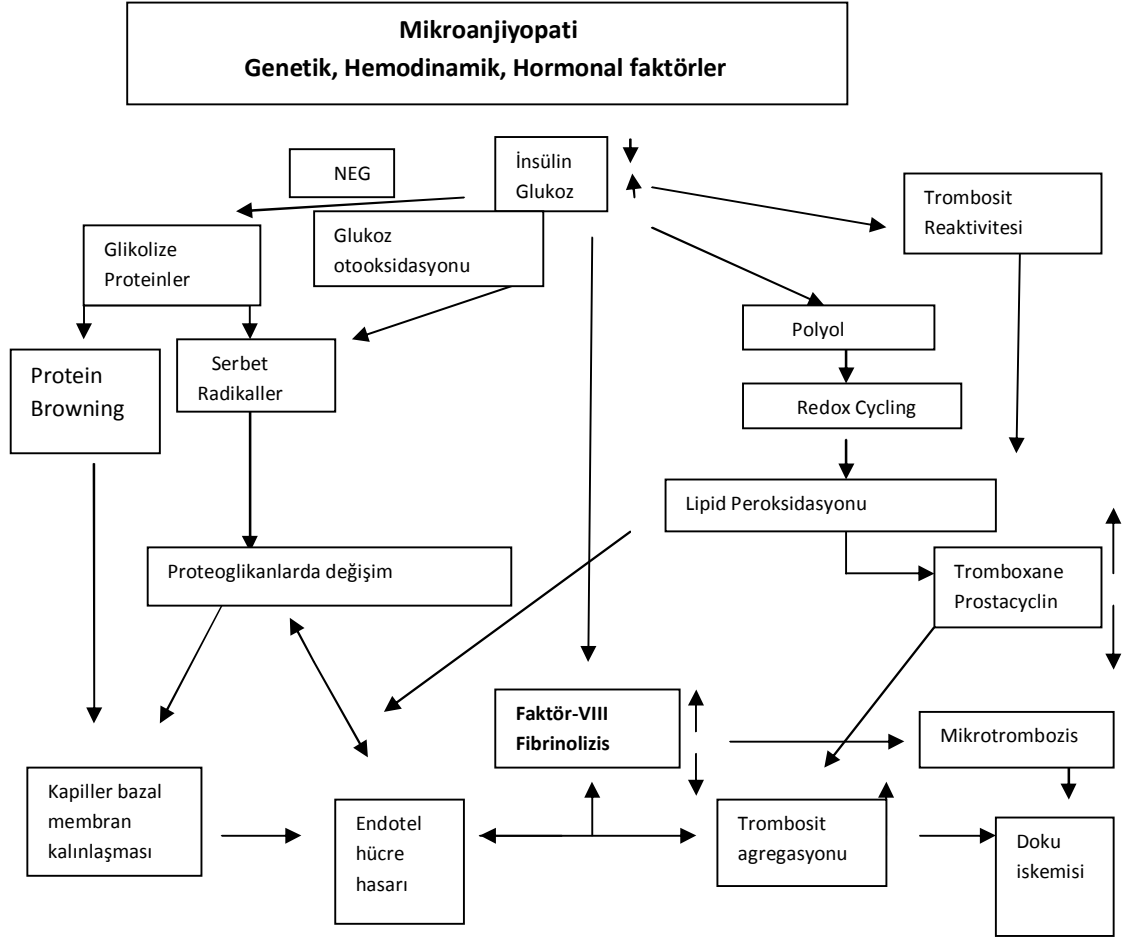 Mikroanjiyopati
Genetik, Hemodinamik, Hormonal faktörler
NEG
İnsülin
Glukoz
Trombosit
Reaktivitesi
Glikolize
Proteinler
Glukoz
otooksidasyonu
Polyol
Protein
Browning
Serbet
Radikaller
Redox Cycling
Lipid Peroksidasyonu
Proteoglikanlarda değişim
Tromboxane
Prostacyclin
Faktör-VIII
Fibrinolizis
Mikrotrombozis
Kapiller bazal
membran
kalınlaşması
Endotel
hücre
hasarı
Trombosit
agregasyonu
Doku
iskemisi